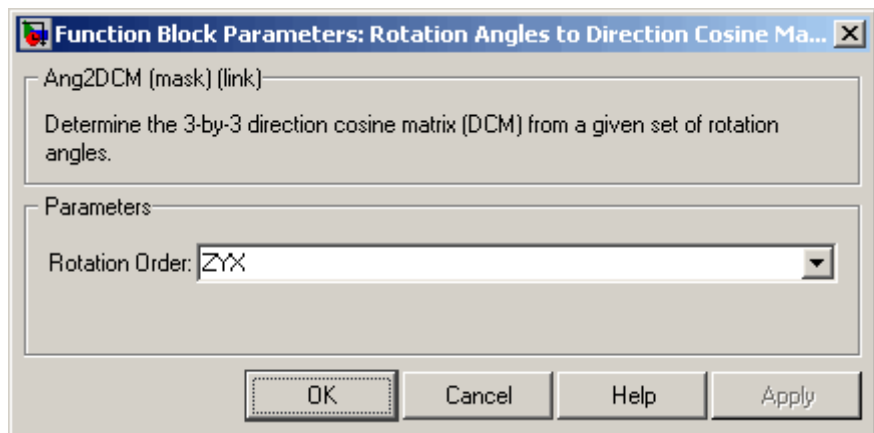 Function Block Parameters: Rotation Angles to Direction Cosine Ma...
Ang2DCM (mask) (link)
Determine the 3-by-3 direction cosine matrix (DCM) from a given set of rotation
angles.
Parameters
Rotation Order: ZYX
OK Cancel Help Apply